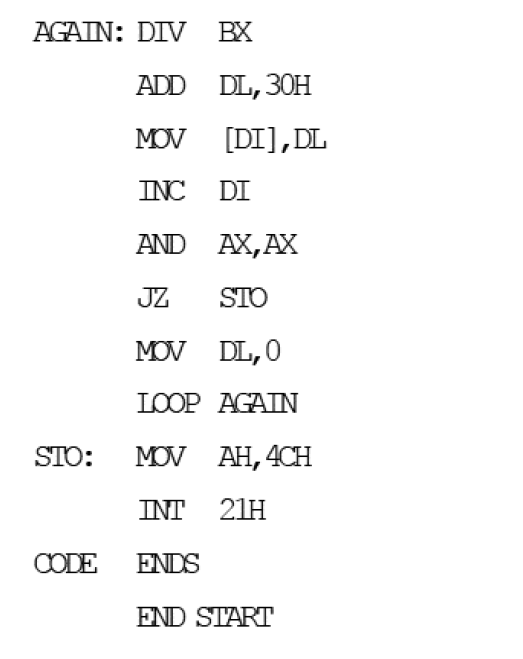 AGAIN: DIV BX
ADD DL,30H
MOV [DI],DL
INC DI
AND AX,AX
JZ STO
MOV DL,0
LOOP AGAIN
STO: MOV AH,4CH
INT 21H
CODE ENDS
END START